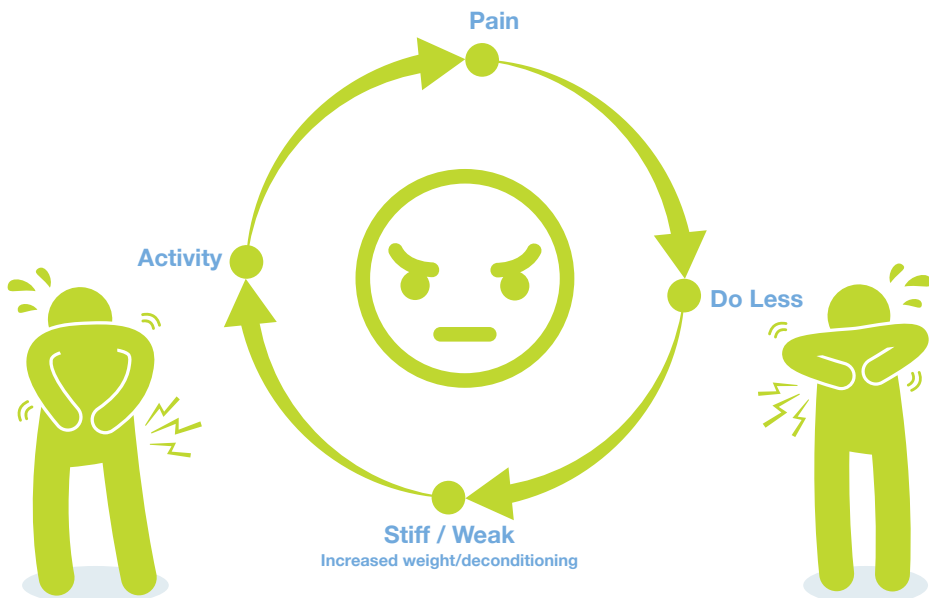 Pain
Activity
Do Less
Stiff / Weak
Increased weight/deconditioning